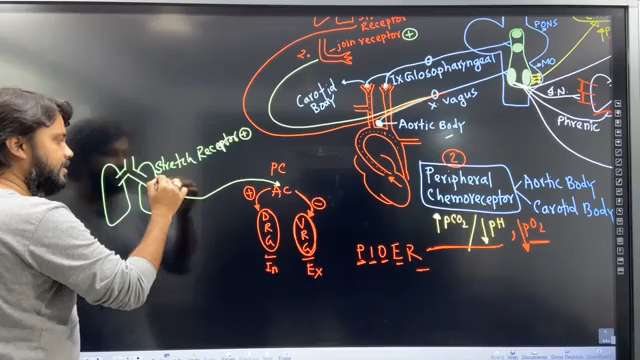 Receptor
2. join receptor +
PONS
MO
Carotid
Body
IX Glosopharyngeal
X vagus
S.N.
Phrenic
Aortic Body
Stretch Receptor +
PC
AC
+
-
DRG
VRG
In
Ex
2
Peripheral
Chemoreceptor
Aortic Body
Carotid Body
↑PCO2 / ↓PH , ↓PO2
PIDER